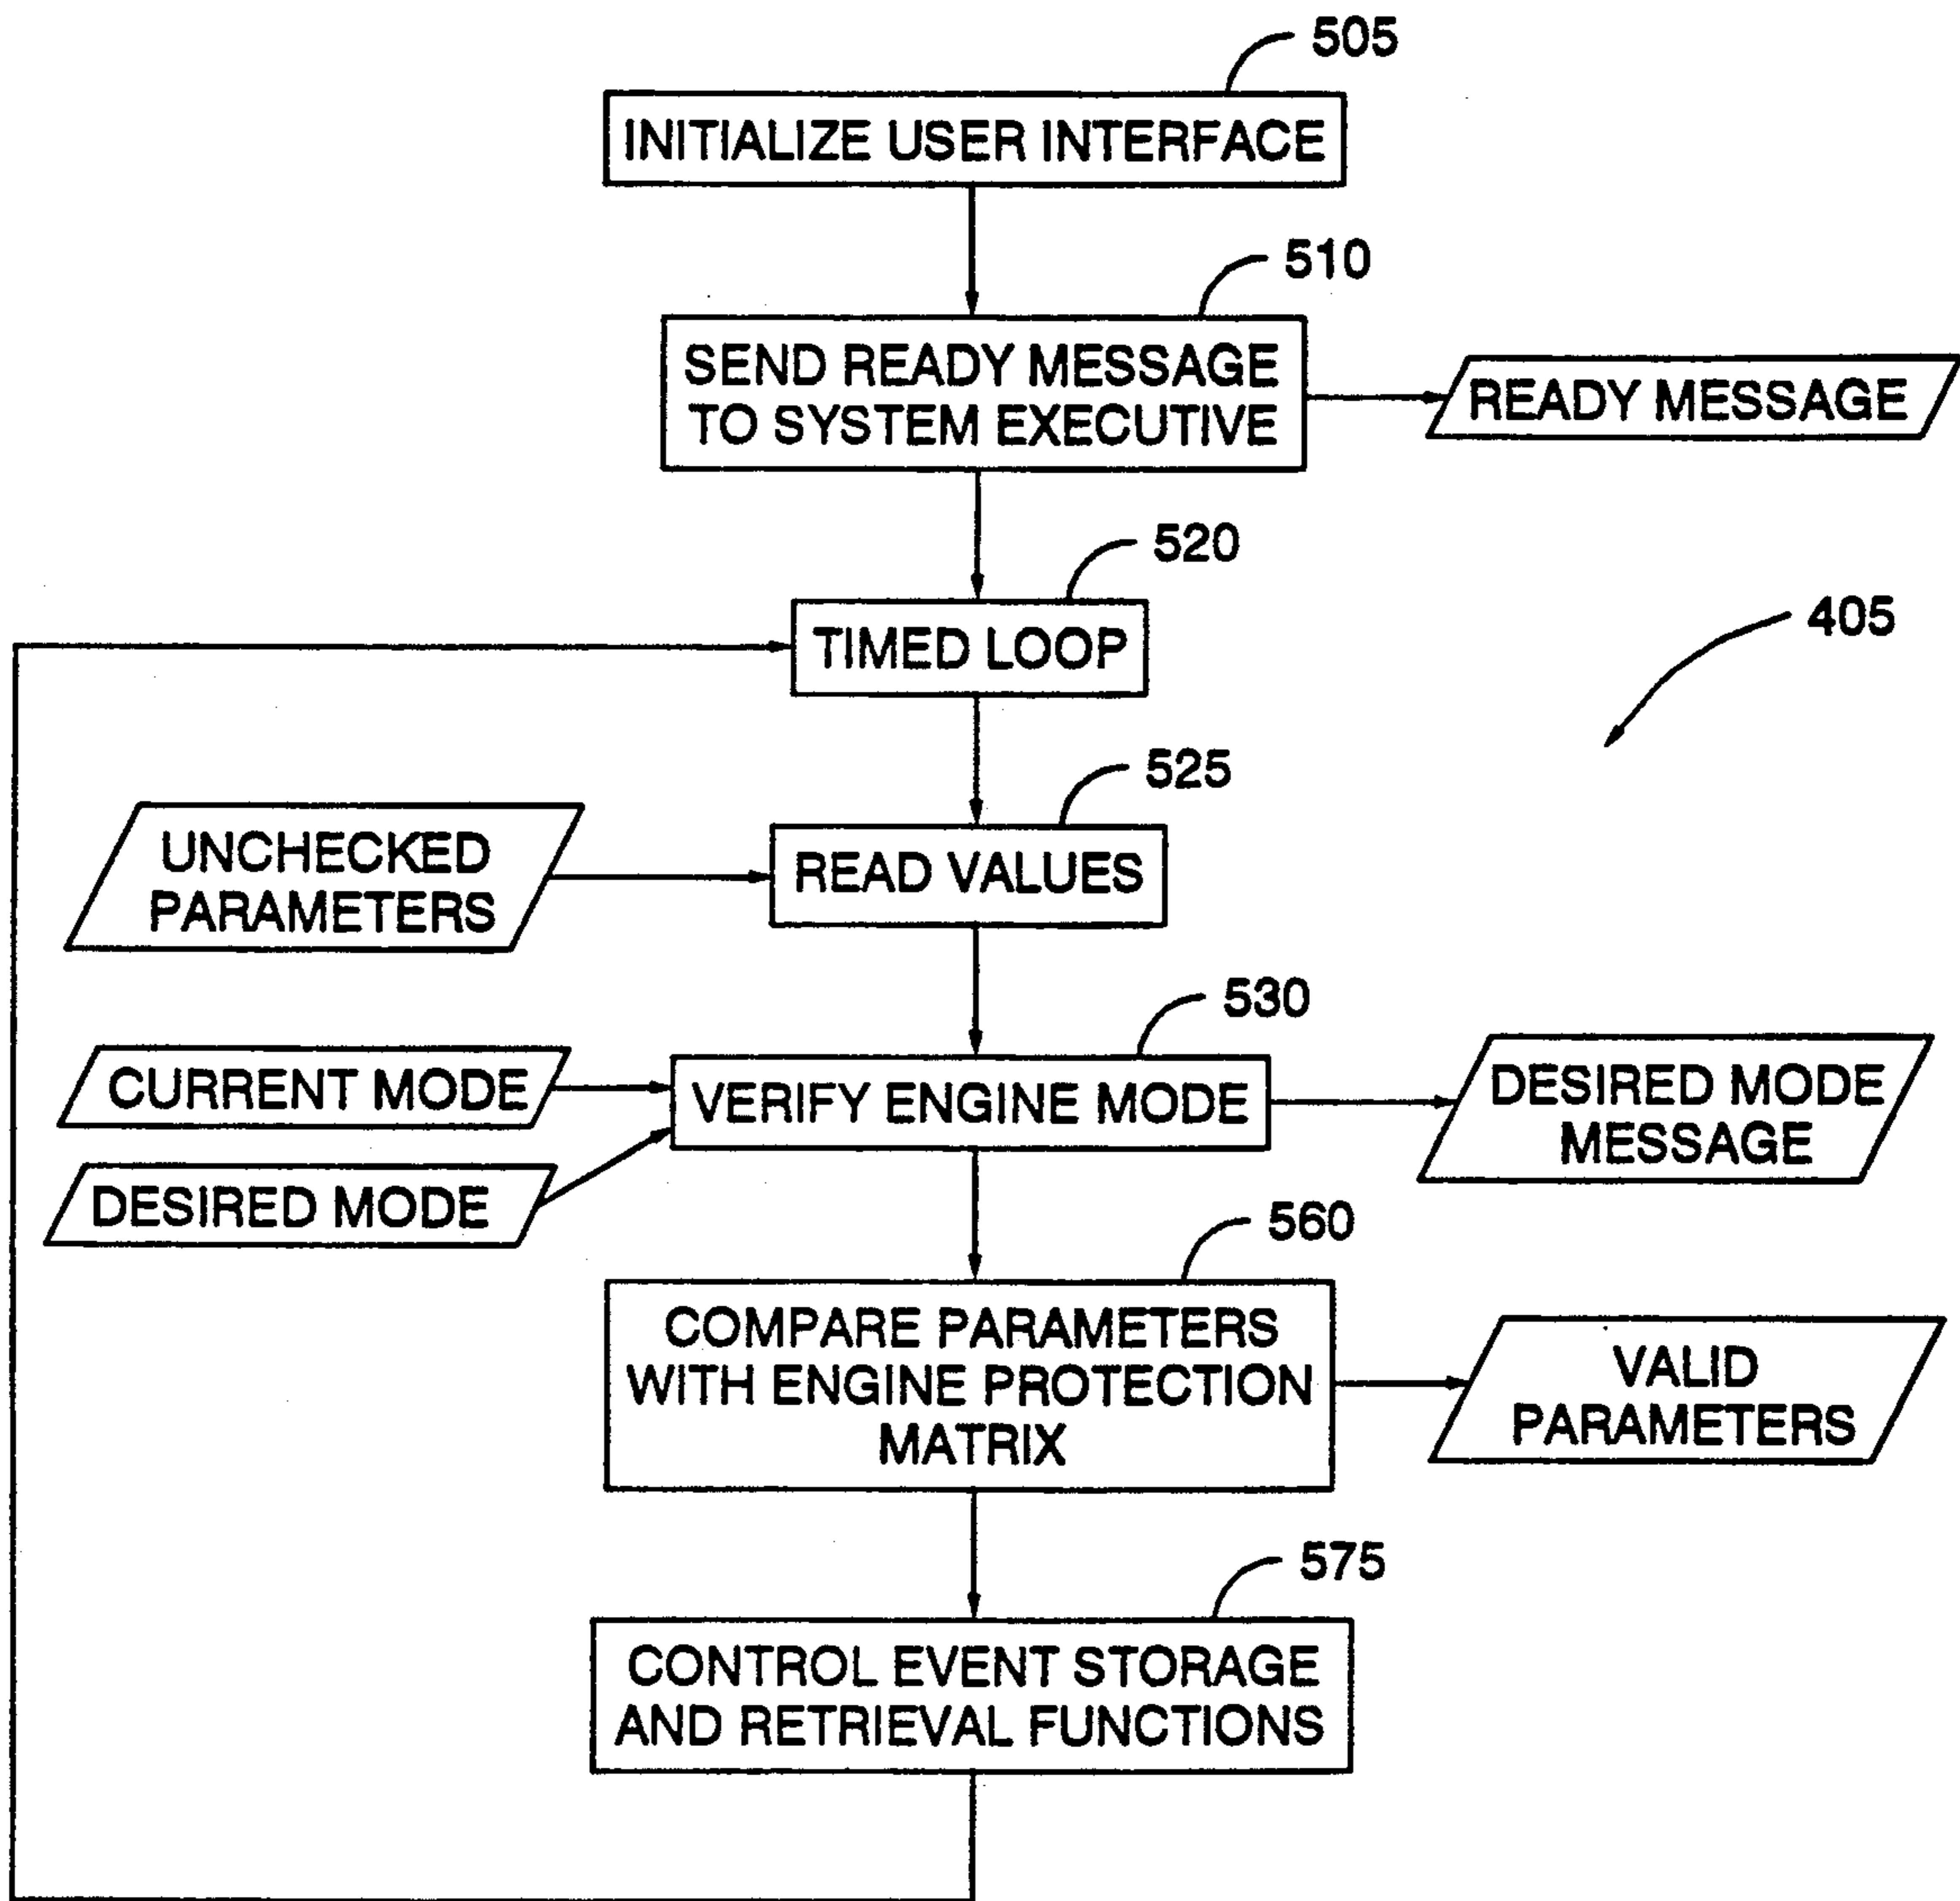 505
INITIALIZE USER INTERFACE
510
SEND READY MESSAGE
TO SYSTEM EXECUTIVE
READY MESSAGE
520
TIMED LOOP
405
525
UNCHECKED
PARAMETERS
READ VALUES
530
CURRENT MODE
VERIFY ENGINE MODE
DESIRED MODE
MESSAGE
DESIRED MODE
560
COMPARE PARAMETERS
WITH ENGINE PROTECTION
MATRIX
VALID
PARAMETERS
575
CONTROL EVENT STORAGE
AND RETRIEVAL FUNCTIONS